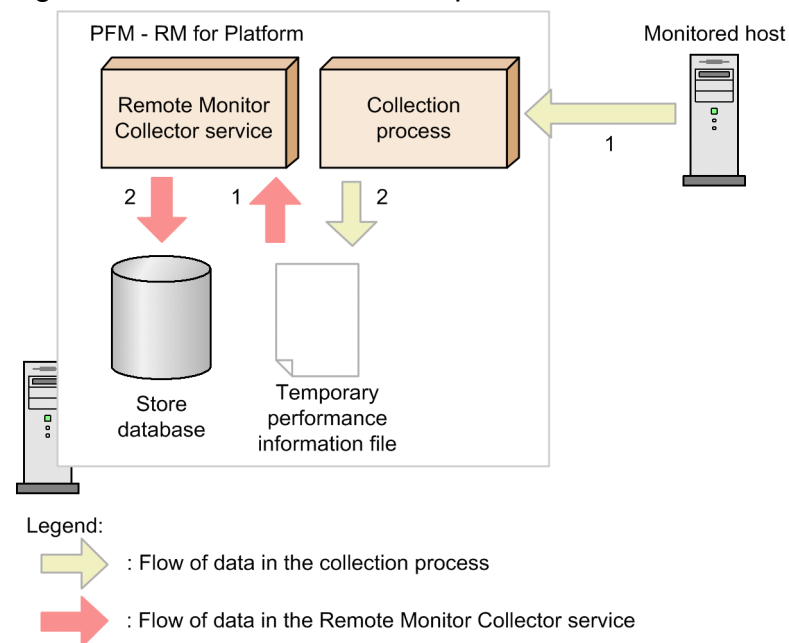 PFM - RM for Platform
Monitored host
Remote Monitor
Collector service
Collection
process
1
2
1
2
Store
database
Temporary
performance
information file
Legend:
: Flow of data in the collection process
: Flow of data in the Remote Monitor Collector service